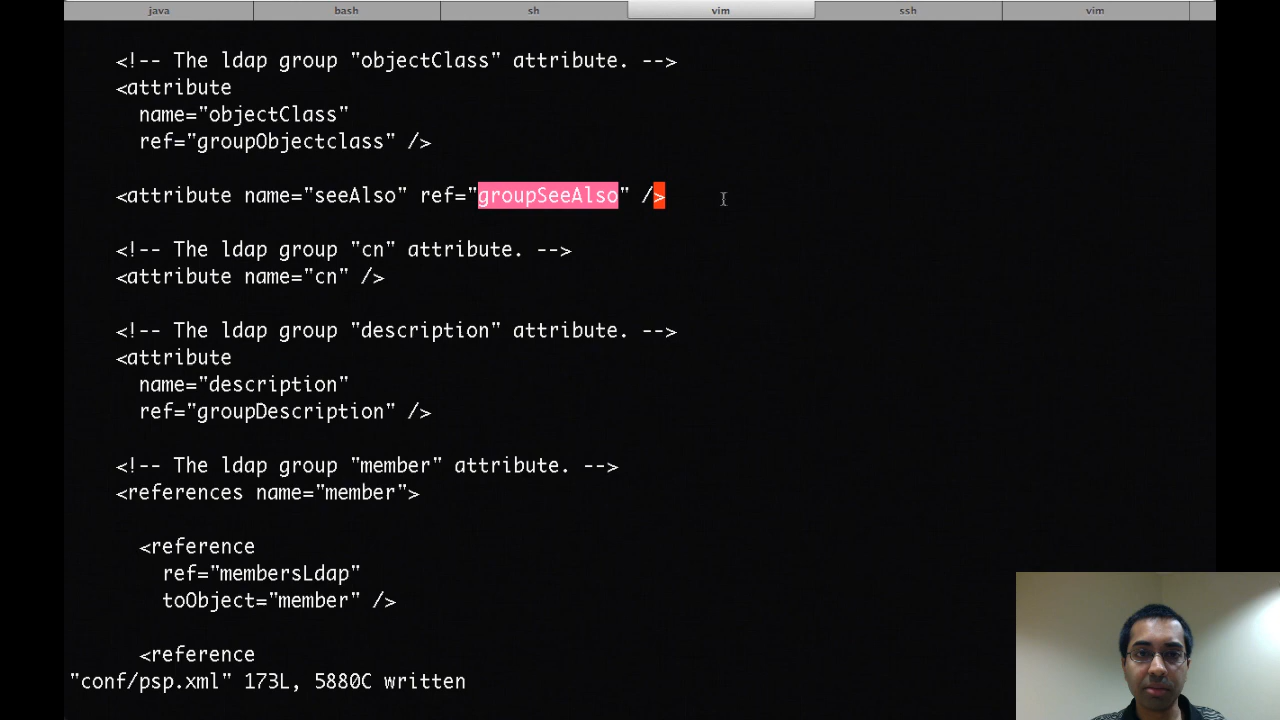 java bash sh vim ssh vim
<!-- The ldap group "objectClass" attribute. -->
<attribute
name="objectClass"
ref="groupObjectclass" />
<attribute name="seeAlso" ref="groupSeeAlso" />
<!-- The ldap group "cn" attribute. -->
<attribute name="cn" />
<!-- The ldap group "description" attribute. -->
<attribute
name="description"
ref="groupDescription" />
<!-- The ldap group "member" attribute. -->
<references name="member">
<reference
ref="membersLdap"
toObject="member" />
<reference
"conf/psp.xml" 173L, 5880C written